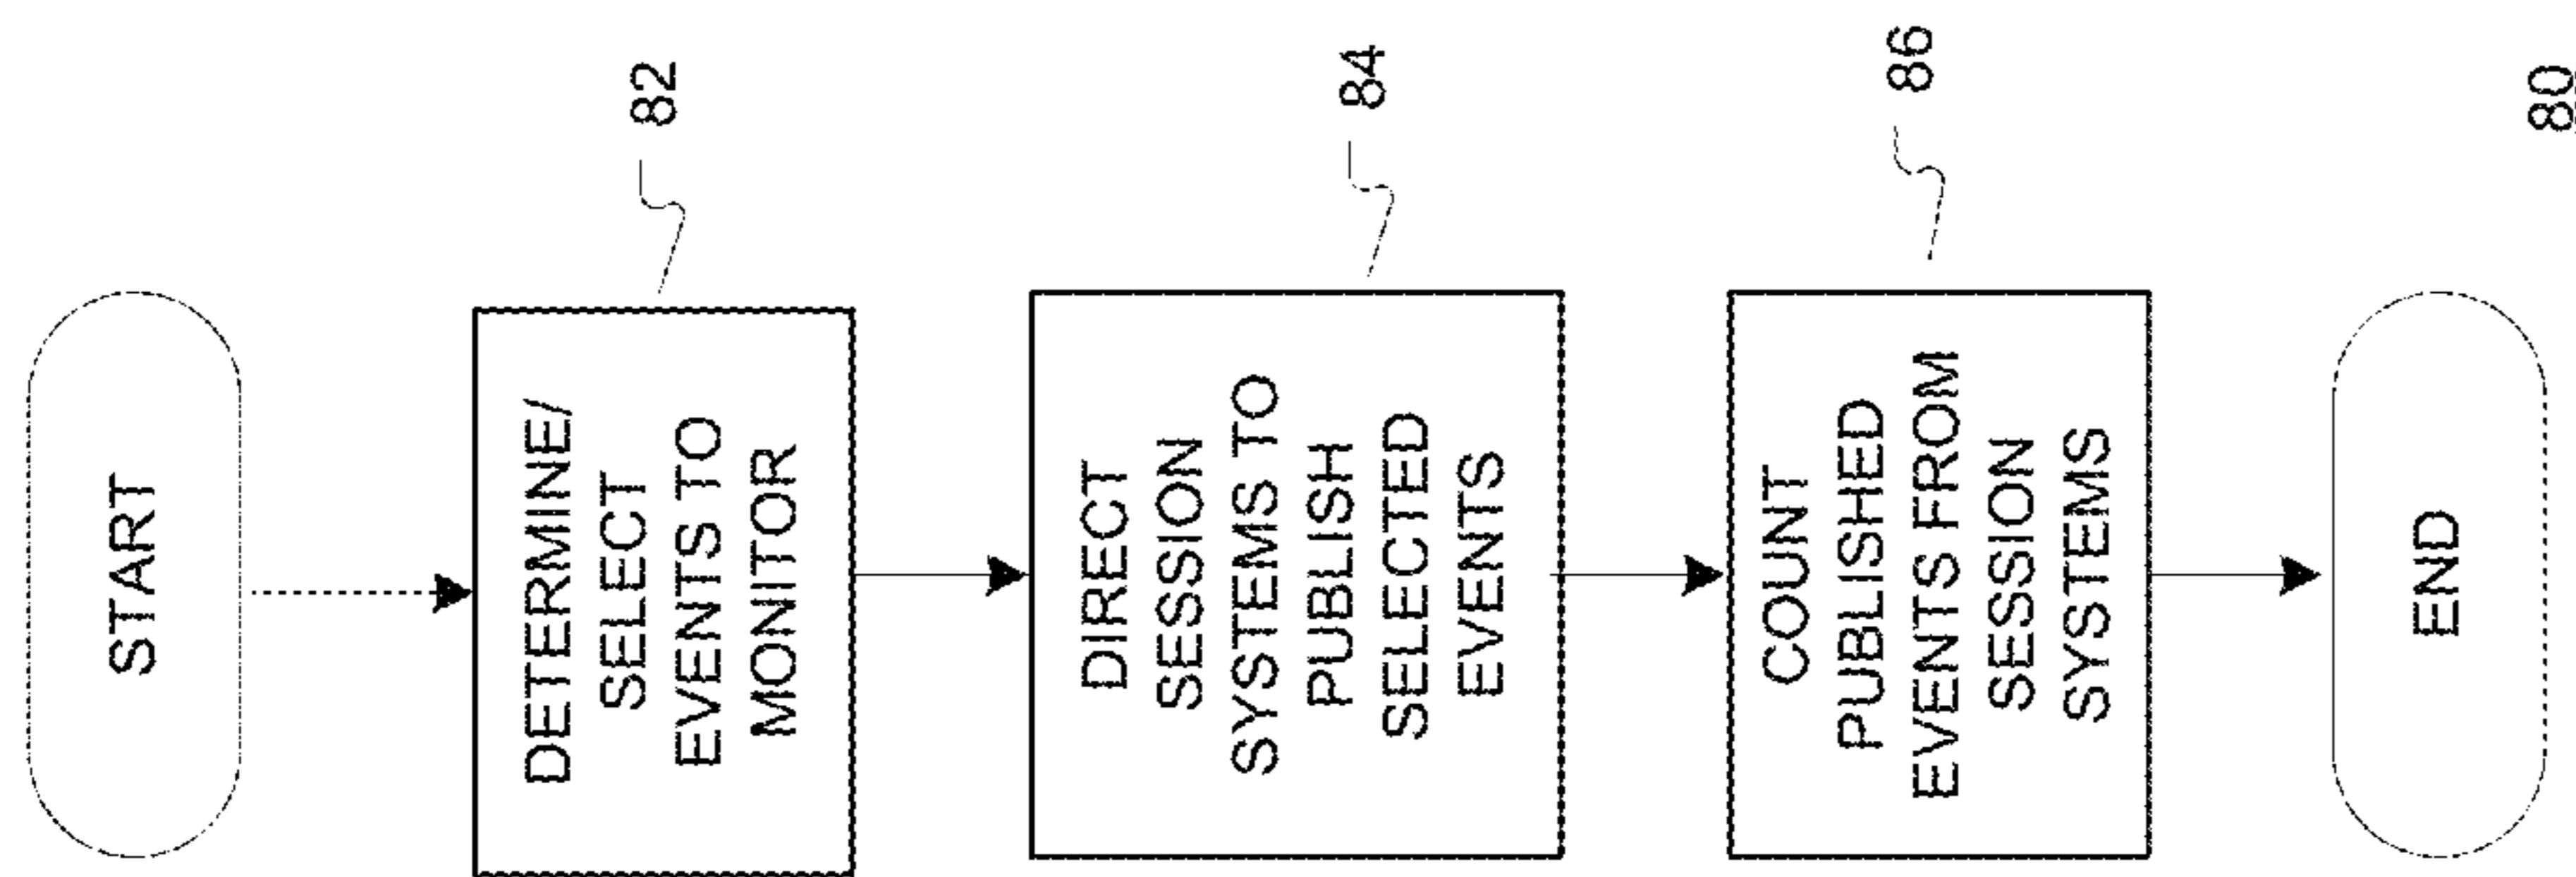 START
DETERMINE/
SELECT
EVENTS TO
MONITOR
82
DIRECT
SESSION
SYSTEMS TO
PUBLISH
SELECTED
EVENTS
84
COUNT
PUBLISHED
EVENTS FROM
SESSION
SYSTEMS
86
END
80